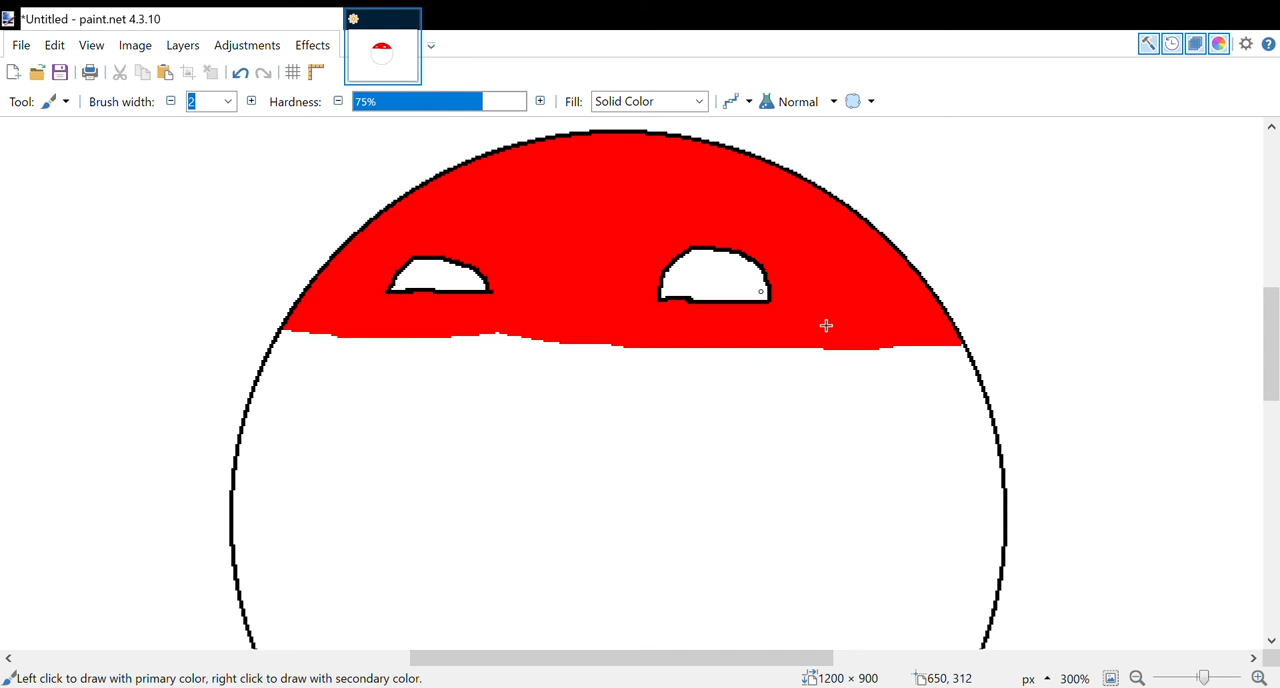 *Untitled - paint.net 4.3.10
File Edit View Image Layers Adjustments Effects
Tool: Brush width: 2 Hardness: 75% Fill: Solid Color Normal
Left click to draw with primary color, right click to draw with secondary color. 1200 × 900 650, 312 px 300%